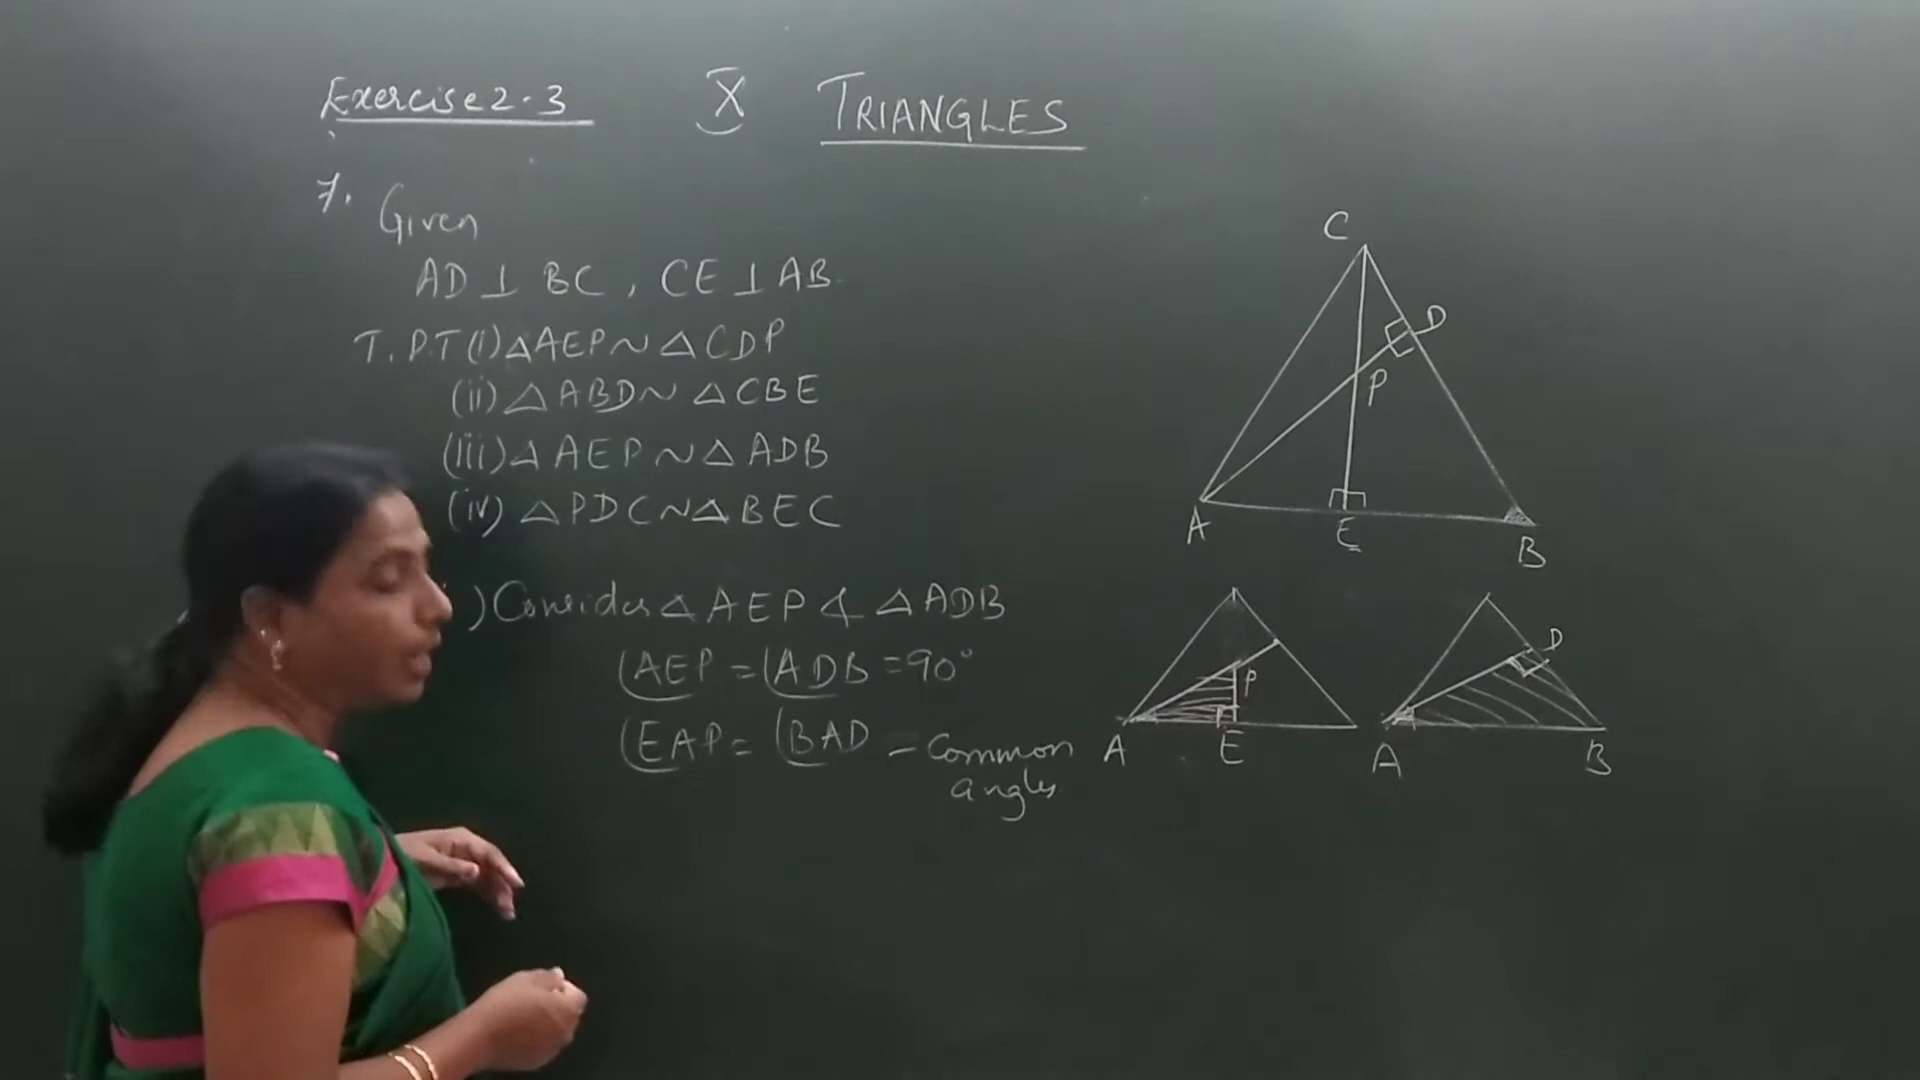 Exercise 2.3 X TRIANGLES
7. Given
AD ⊥ BC, CE ⊥ AB
T.P.T (i) △AEP ~ △CDP
(ii) △ABD ~ △CBE
(iii) △AEP ~ △ADB
(iv) △PDC ~ △BEC
) Consider △AEP & △ADB
∠AEP = ∠ADB = 90°
∠EAP = ∠BAD – Common
angles
C
D
P
A E B
D
P
A E A B